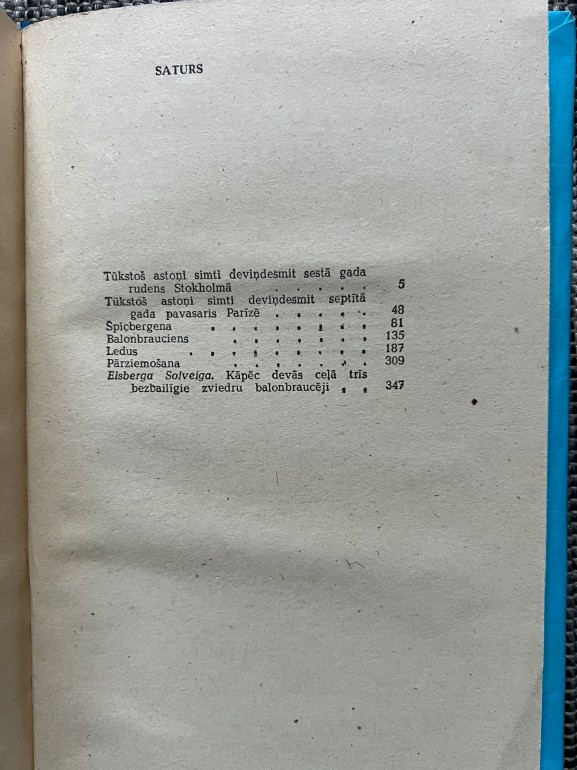 SATURS
Tūkstoš astoņi simti deviņdesmit sestā gada
rudens Stokholmā . . . . . 5
Tūkstoš astoņi simti deviņdesmit septītā
gada pavasaris Parīzē . . . . . 48
Špicbergena . . . . . . . 81
Balonbrauciens . . . . . . 135
Ledus . . . . . . . . 187
Pārziemošana . . . . . . 309
Elsberga Solveiga. Kāpēc devās ceļā trīs
bezbailīgie zviedru balonbraucēji . . 347